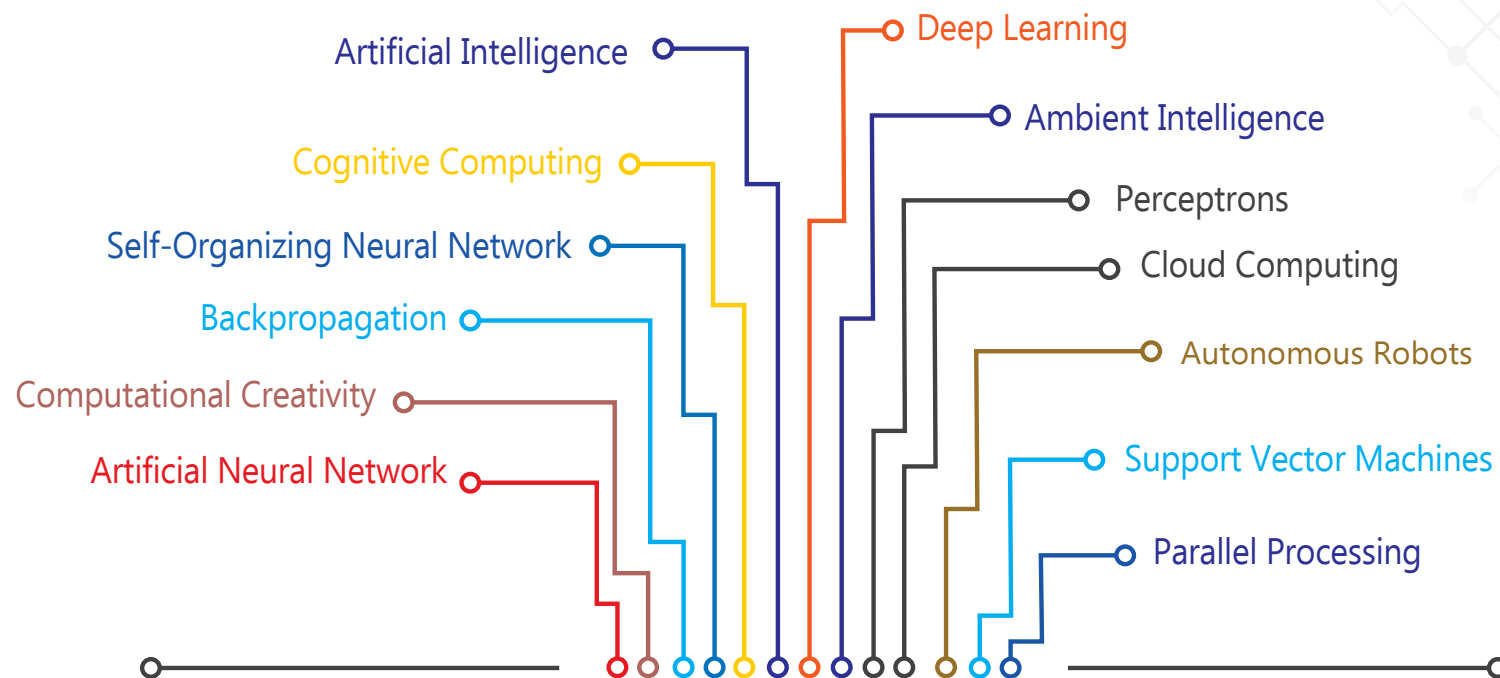 Artificial Intelligence
Cognitive Computing
Self-Organizing Neural Network
Backpropagation
Computational Creativity
Artificial Neural Network
Deep Learning
Ambient Intelligence
Perceptrons
Cloud Computing
Autonomous Robots
Support Vector Machines
Parallel Processing